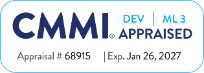 CMMI® DEV | ML 3
APPRAISED
Appraisal # 68915 | Exp. Jan 26, 2027